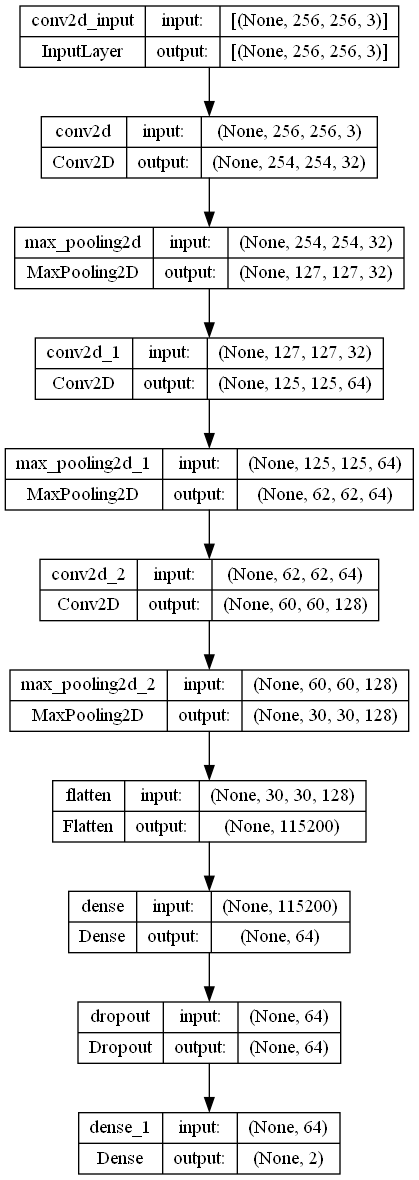 conv2d_input input: [(None, 256, 256, 3)]
InputLayer output: [(None, 256, 256, 3)]
conv2d input: (None, 256, 256, 3)
Conv2D output: (None, 254, 254, 32)
max_pooling2d input: (None, 254, 254, 32)
MaxPooling2D output: (None, 127, 127, 32)
conv2d_1 input: (None, 127, 127, 32)
Conv2D output: (None, 125, 125, 64)
max_pooling2d_1 input: (None, 125, 125, 64)
MaxPooling2D output: (None, 62, 62, 64)
conv2d_2 input: (None, 62, 62, 64)
Conv2D output: (None, 60, 60, 128)
max_pooling2d_2 input: (None, 60, 60, 128)
MaxPooling2D output: (None, 30, 30, 128)
flatten input: (None, 30, 30, 128)
Flatten output: (None, 115200)
dense input: (None, 115200)
Dense output: (None, 64)
dropout input: (None, 64)
Dropout output: (None, 64)
dense_1 input: (None, 64)
Dense output: (None, 2)